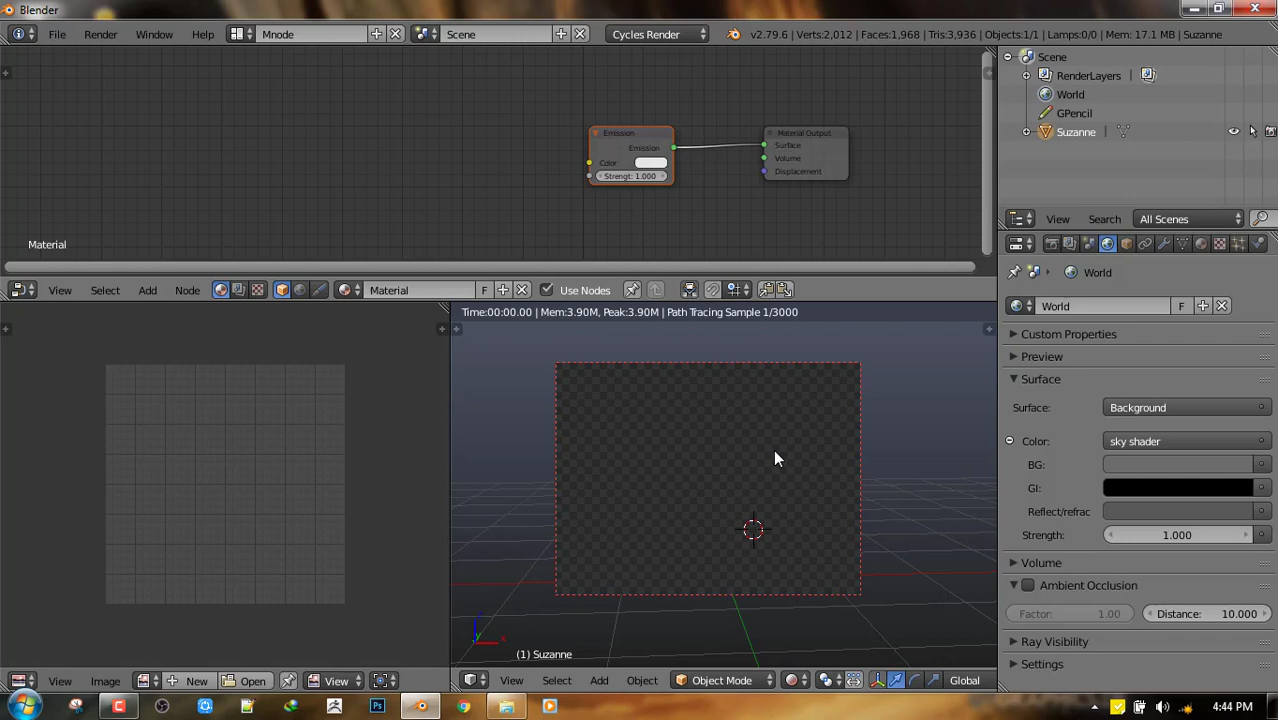 Blender
File Render Window Help Mnode Scene Cycles Render v2.79.6 | Verts:2,012 | Faces:1,968 | Tris:3,936 | Objects:1/1 | Lamps:0/0 | Mem: 17.1 MB | Suzanne
Emission
Emission
Color
Strengt: 1.000
Material Output
Surface
Volume
Displacement
Material
View Select Add Node Material F Use Nodes
Time:00:00.00 | Mem:3.90M, Peak:3.90M | Path Tracing Sample 1/3000
x
y
(1) Suzanne
View Image New Open View
View Select Add Object Object Mode Global
Scene
RenderLayers
World
GPencil
Suzanne
View Search All Scenes
World
World F
Custom Properties
Preview
Surface
Surface: Background
Color: sky shader
BG:
GI:
Reflect/refrac
Strength: 1.000
Volume
Ambient Occlusion
Factor: 1.00 Distance: 10.000
Ray Visibility
Settings
Ps
4:44 PM